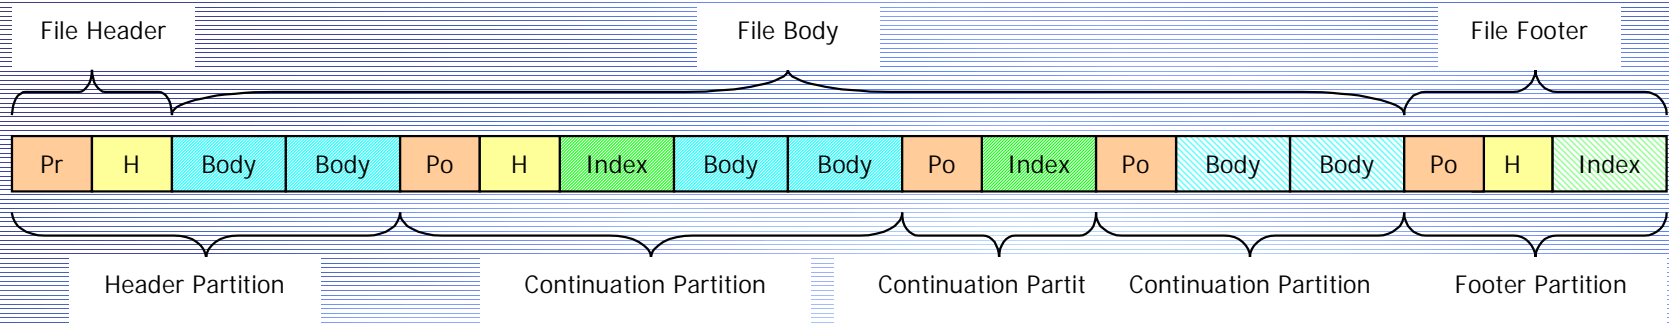 File Header File Body File Footer
Pr H Body Body Po H Index Body Body Po Index Po Body Body Po H Index
Header Partition Continuation Partition Continuation Partit Continuation Partition Footer Partition